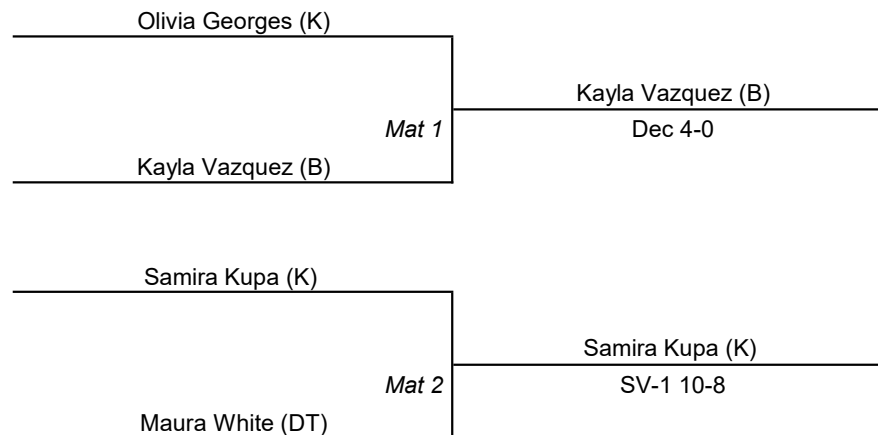 Olivia Georges (K)
Kayla Vazquez (B)
Mat 1
Dec 4-0
Kayla Vazquez (B)
Samira Kupa (K)
Samira Kupa (K)
Mat 2
SV-1 10-8
Maura White (DT)